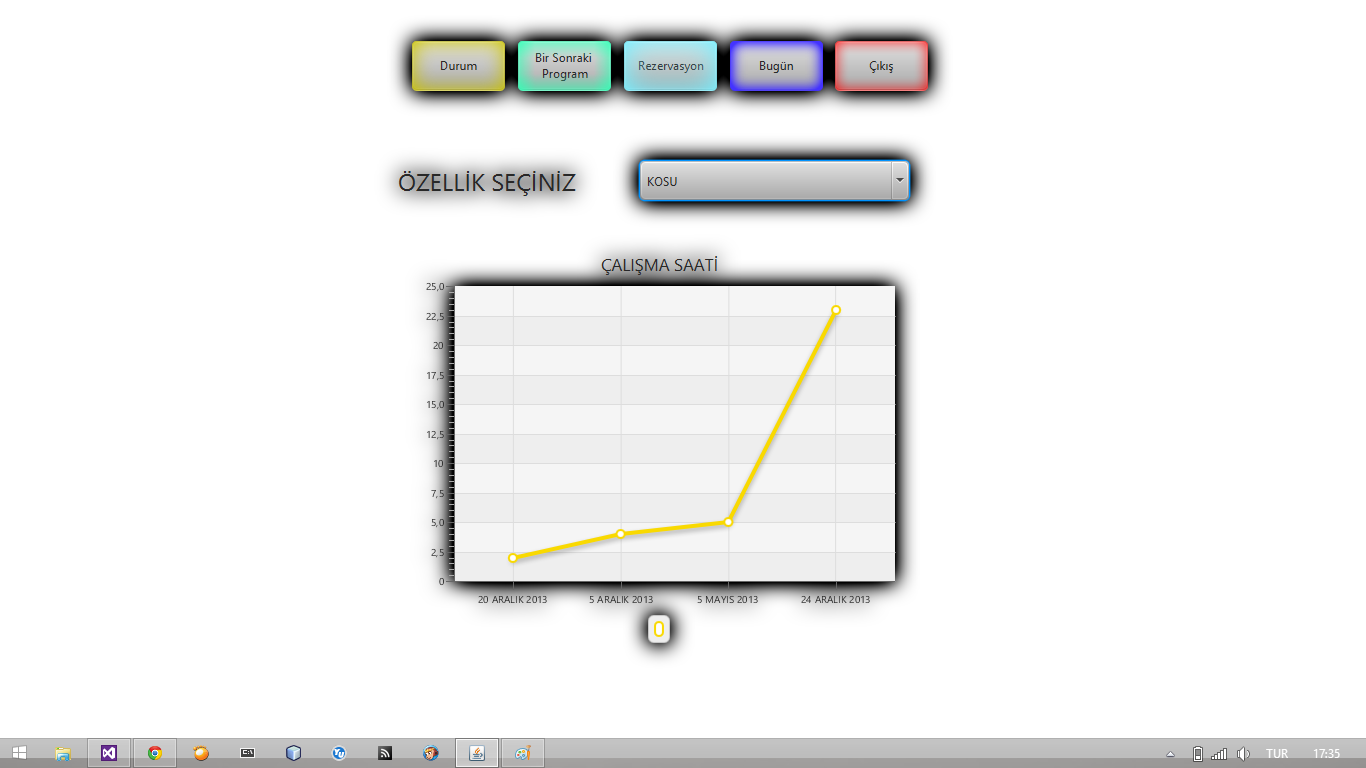 Durum
Bir Sonraki
Program
Rezervasyon
Bugün
Çıkış
ÖZELLİK SEÇİNİZ
KOSU
ÇALIŞMA SAATİ
25,0
22,5
20
17,5
15,0
12,5
10
7,5
5,0
2,5
0
20 ARALIK 2013
5 ARALIK 2013
5 MAYIS 2013
24 ARALIK 2013
C:\
TUR
17:35